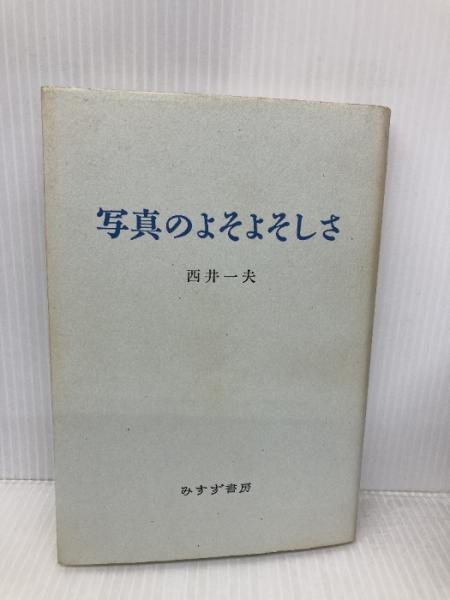 写真のよそよそしさ
西井一夫
みすず書房